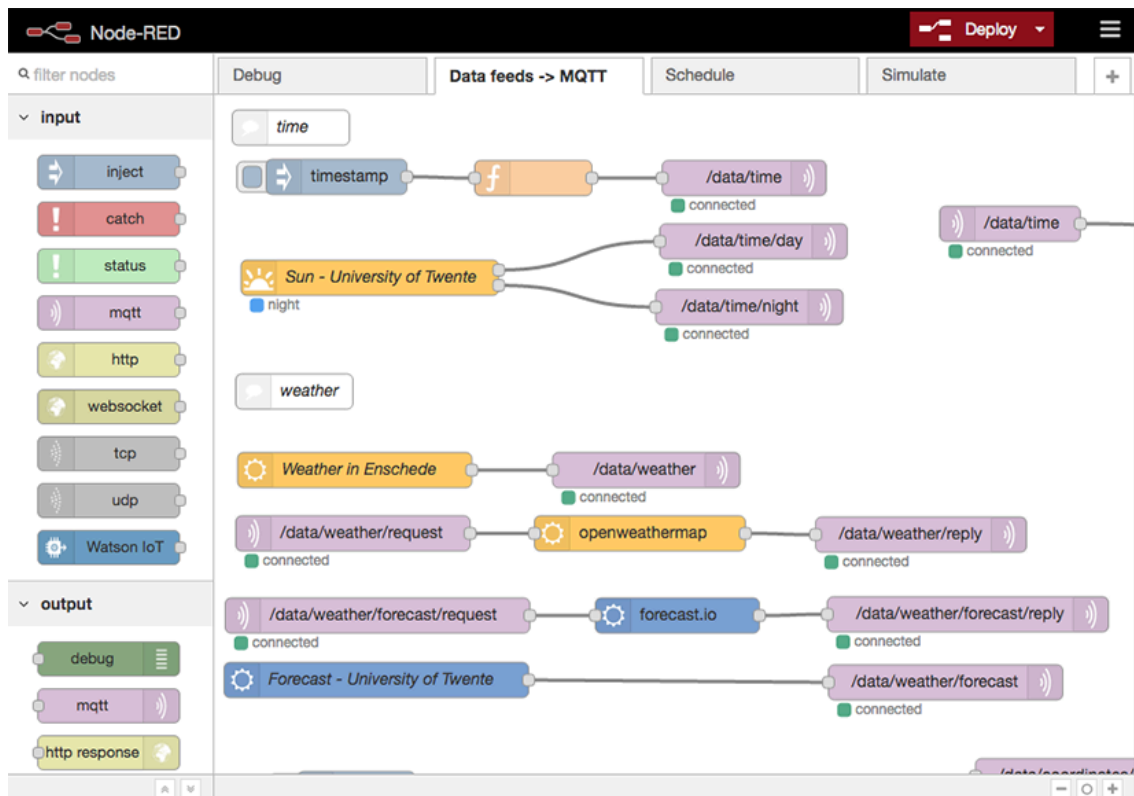 Node-RED
Deploy
filter nodes
Debug
Data feeds -> MQTT
Schedule
Simulate
input
inject
catch
status
mqtt
http
websocket
tcp
udp
Watson IoT
output
debug
mqtt
http response
time
timestamp
f
/data/time
connected
/data/time
connected
Sun - University of Twente
night
/data/time/day
connected
/data/time/night
connected
weather
Weather in Enschede
/data/weather
connected
/data/weather/request
connected
openweathermap
/data/weather/reply
connected
/data/weather/forecast/request
connected
forecast.io
/data/weather/forecast/reply
connected
Forecast - University of Twente
/data/weather/forecast
connected